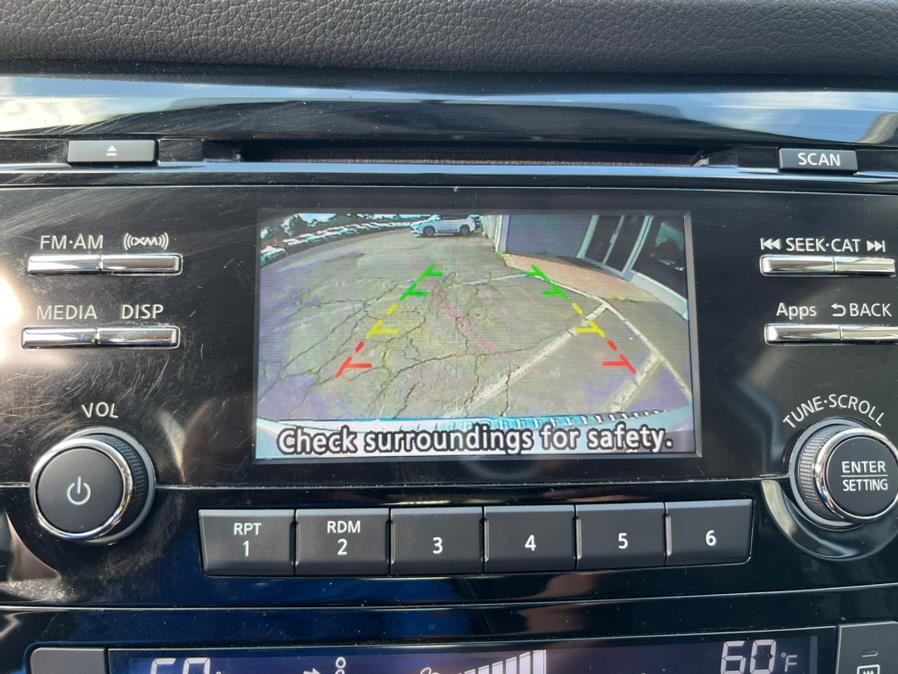 SCAN
FM·AM ((XM))
SEEK·CAT
MEDIA DISP
Apps BACK
VOL
TUNE·SCROLL
Check surroundings for safety.
ENTER
SETTING
RPT
1
RDM
2
3
4
5
6
60 °F